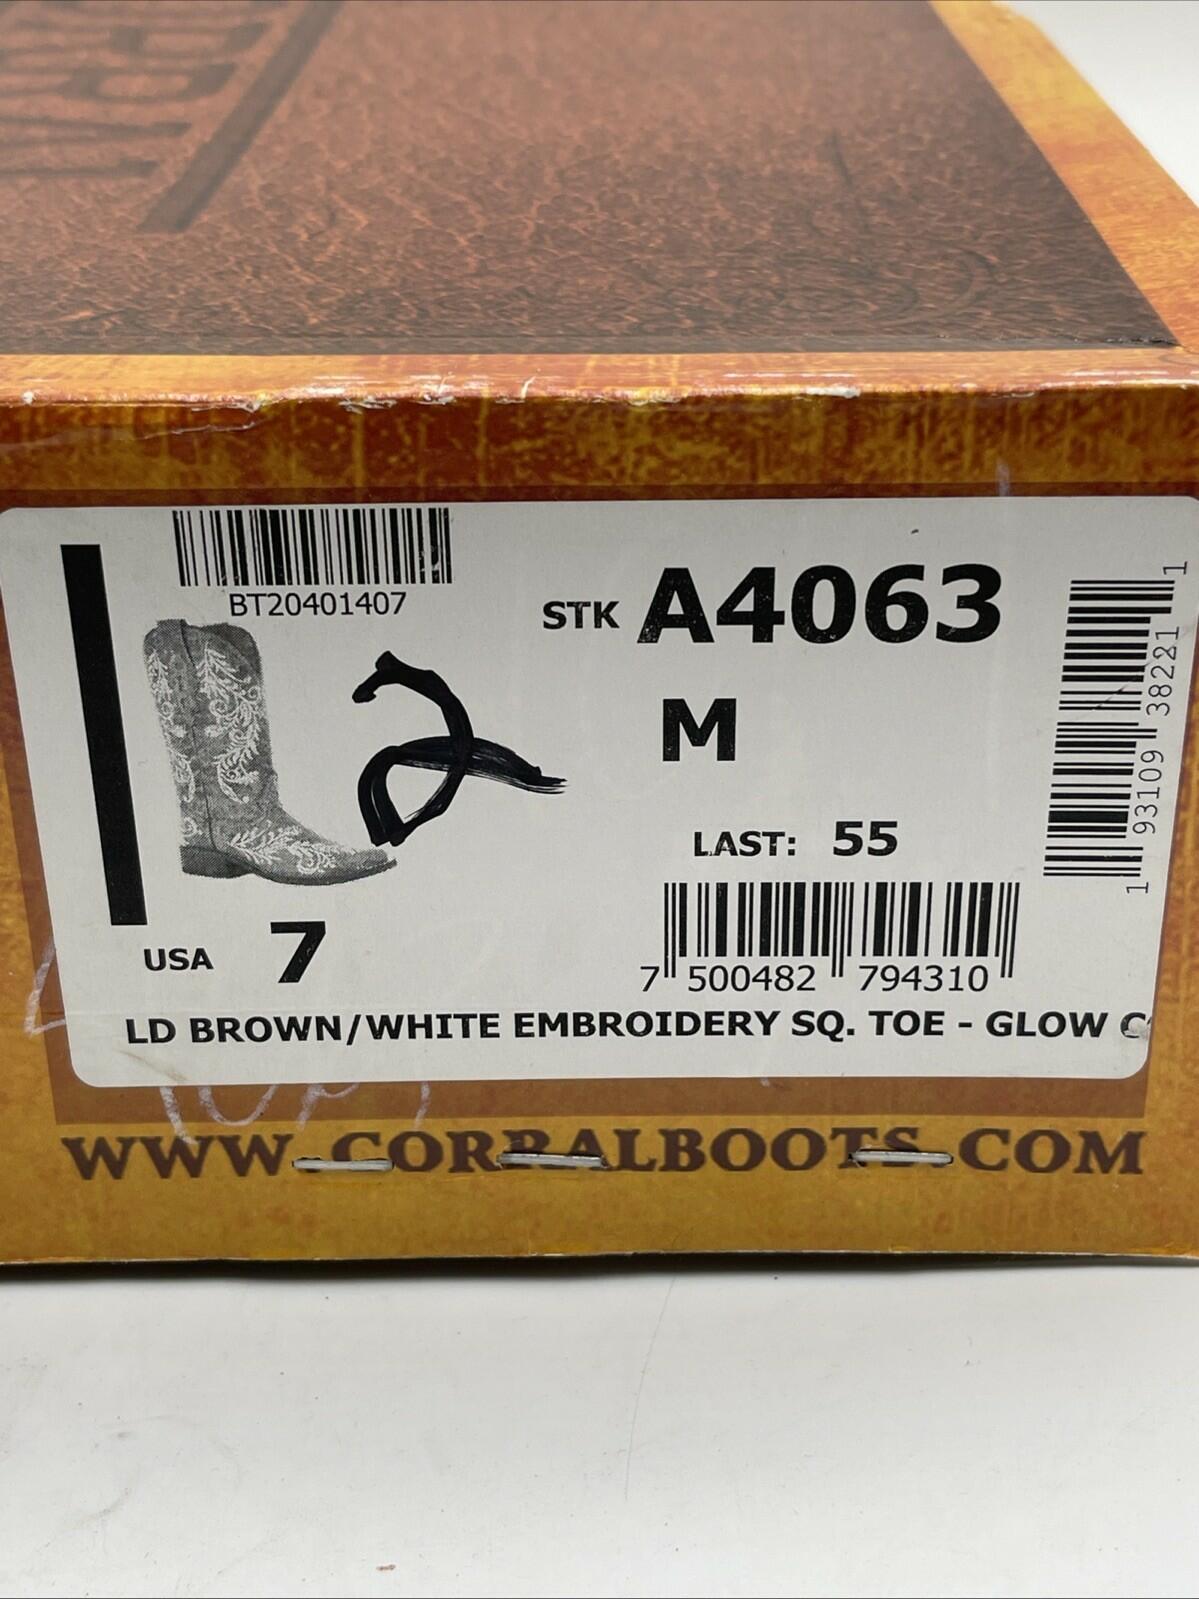 BT20401407
STK A4063
M
2
LAST: 55
USA 7
7 500482 794310
1 93109 38221 1
LD BROWN/WHITE EMBROIDERY SQ. TOE - GLOW
WWW.CORRALBOOTS.COM